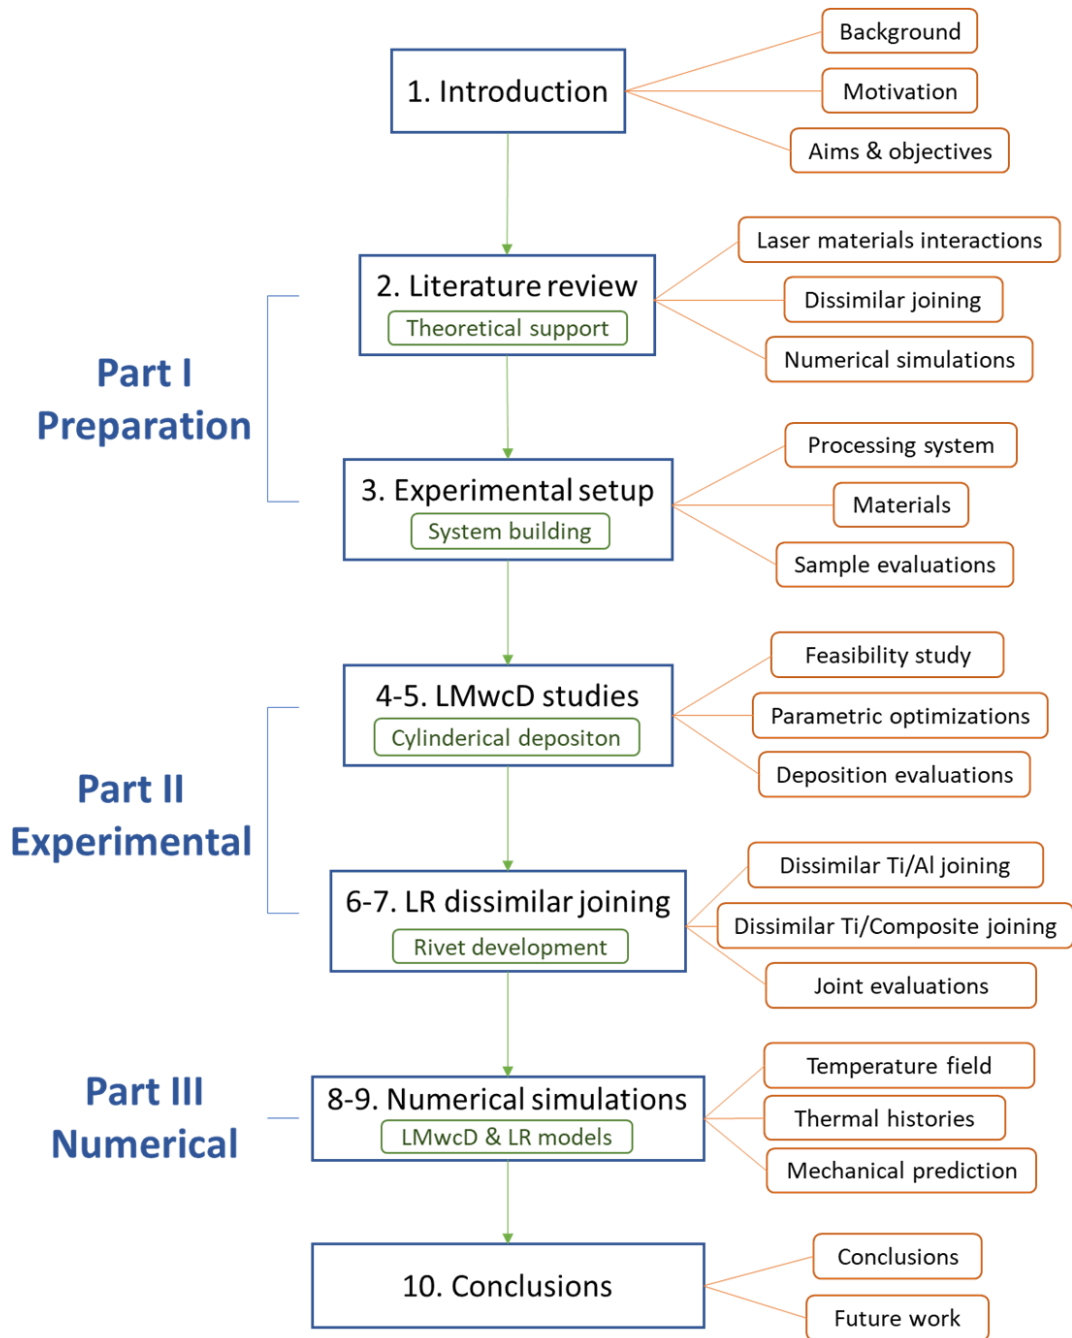 1. Introduction
Background
Motivation
Aims & objectives
Part I
Preparation
2. Literature review
Theoretical support
Laser materials interactions
Dissimilar joining
Numerical simulations
3. Experimental setup
System building
Processing system
Materials
Sample evaluations
Part II
Experimental
4-5. LMwcD studies
Cylinderical depositon
Feasibility study
Parametric optimizations
Deposition evaluations
6-7. LR dissimilar joining
Rivet development
Dissimilar Ti/Al joining
Dissimilar Ti/Composite joining
Joint evaluations
Part III
Numerical
8-9. Numerical simulations
LMwcD & LR models
Temperature field
Thermal histories
Mechanical prediction
10. Conclusions
Conclusions
Future work